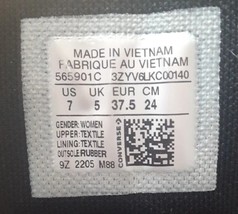 MADE IN VIETNAM
FABRIQUE AU VIETNAM
565901C 3ZYV6LKC00140
US UK EUR CM
7 5 37.5 24
GENDER: WOMEN
UPPER: TEXTILE
LINING: TEXTILE
OUTSOLE: RUBBER
9Z 2205 M88
CONVERSE